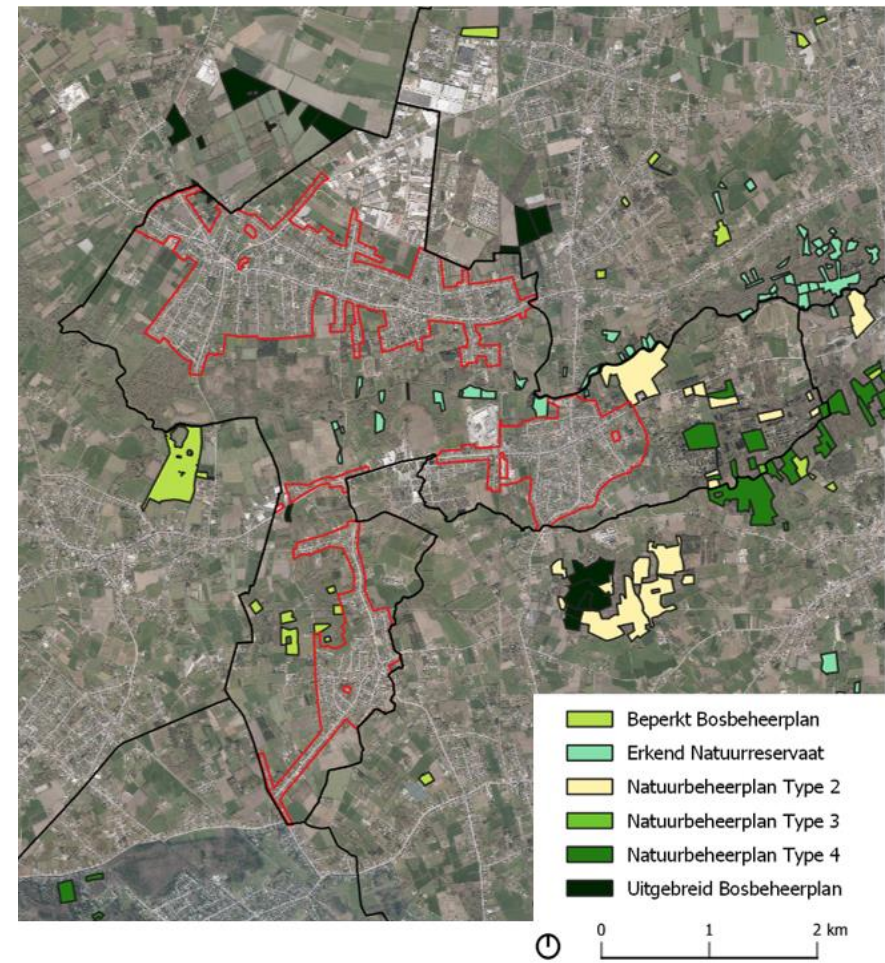 Beperkt Bosbeheerplan
Erkend Natuurreservaat
Natuurbeheerplan Type 2
Natuurbeheerplan Type 3
Natuurbeheerplan Type 4
Uitgebreid Bosbeheerplan
0 1 2 km